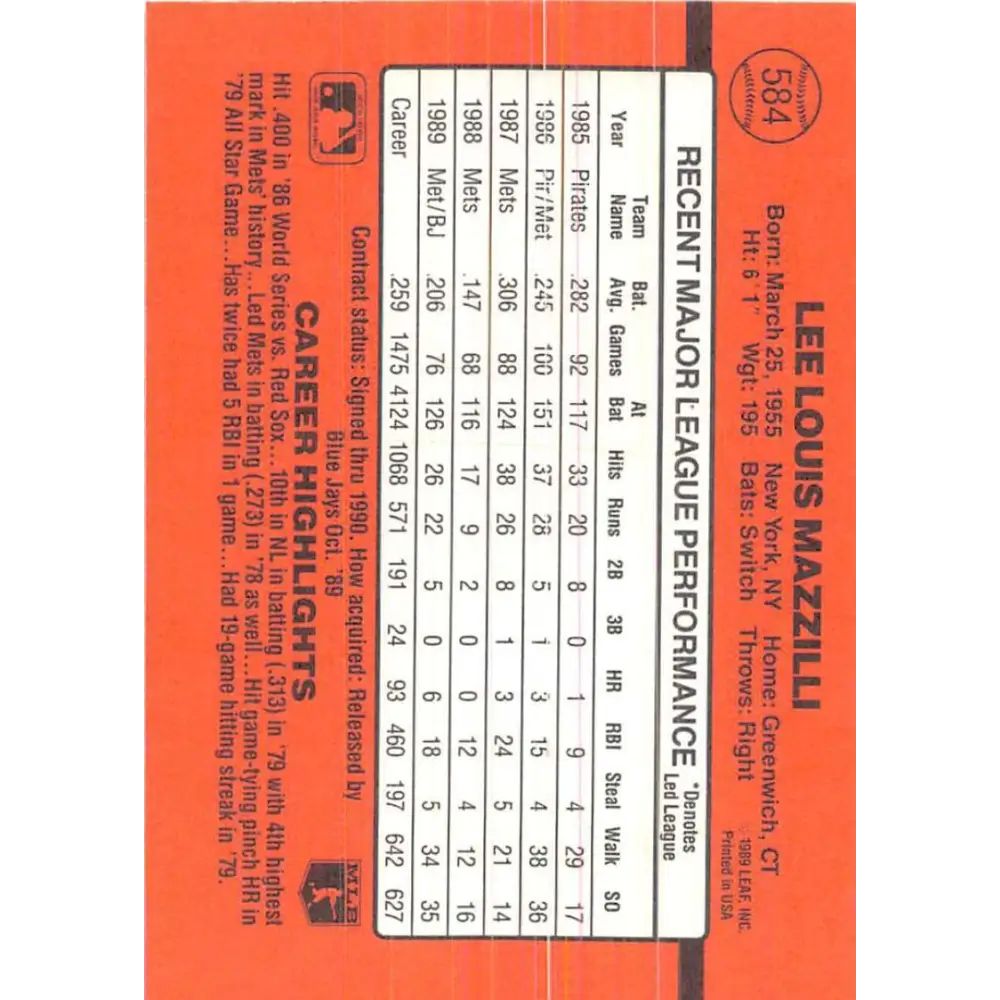 584
LEE LOUIS MAZZILLI
Born: March 25, 1955 New York, NY Home: Greenwich, CT
Ht: 6' 1" Wgt: 195 Bats: Switch Throws: Right
© 1989 LEAF, INC.
Printed in USA
RECENT MAJOR LEAGUE PERFORMANCE *Denotes Led League
Year Team Name Bat. Avg. Games At Bat Hits Runs 2B 3B HR RBI Steal Walk SO
1985 Pirates .282 92 117 33 20 8 0 1 9 4 29 17
1986 Pir/Met .245 100 151 37 28 5 1 3 15 4 38 36
1987 Mets .306 88 124 38 26 8 1 3 24 5 21 14
1988 Mets .147 68 116 17 9 2 0 0 12 4 12 16
1989 Met/BJ .206 76 126 26 22 5 0 6 18 5 34 35
Career .259 1475 4124 1068 571 191 24 93 460 197 642 627
Contract status: Signed thru 1990. How acquired: Released by
Blue Jays Oct. '89
MLB
CAREER HIGHLIGHTS
Hit .400 in '86 World Series vs. Red Sox...10th in NL in batting (.313) in '79 with 4th highest
mark in Mets' history...Led Mets in batting (.273) in '78 as well...Hit game-tying pinch HR in
'79 All Star Game...Has twice had 5 RBI in 1 game...Had 19-game hitting streak in '79.